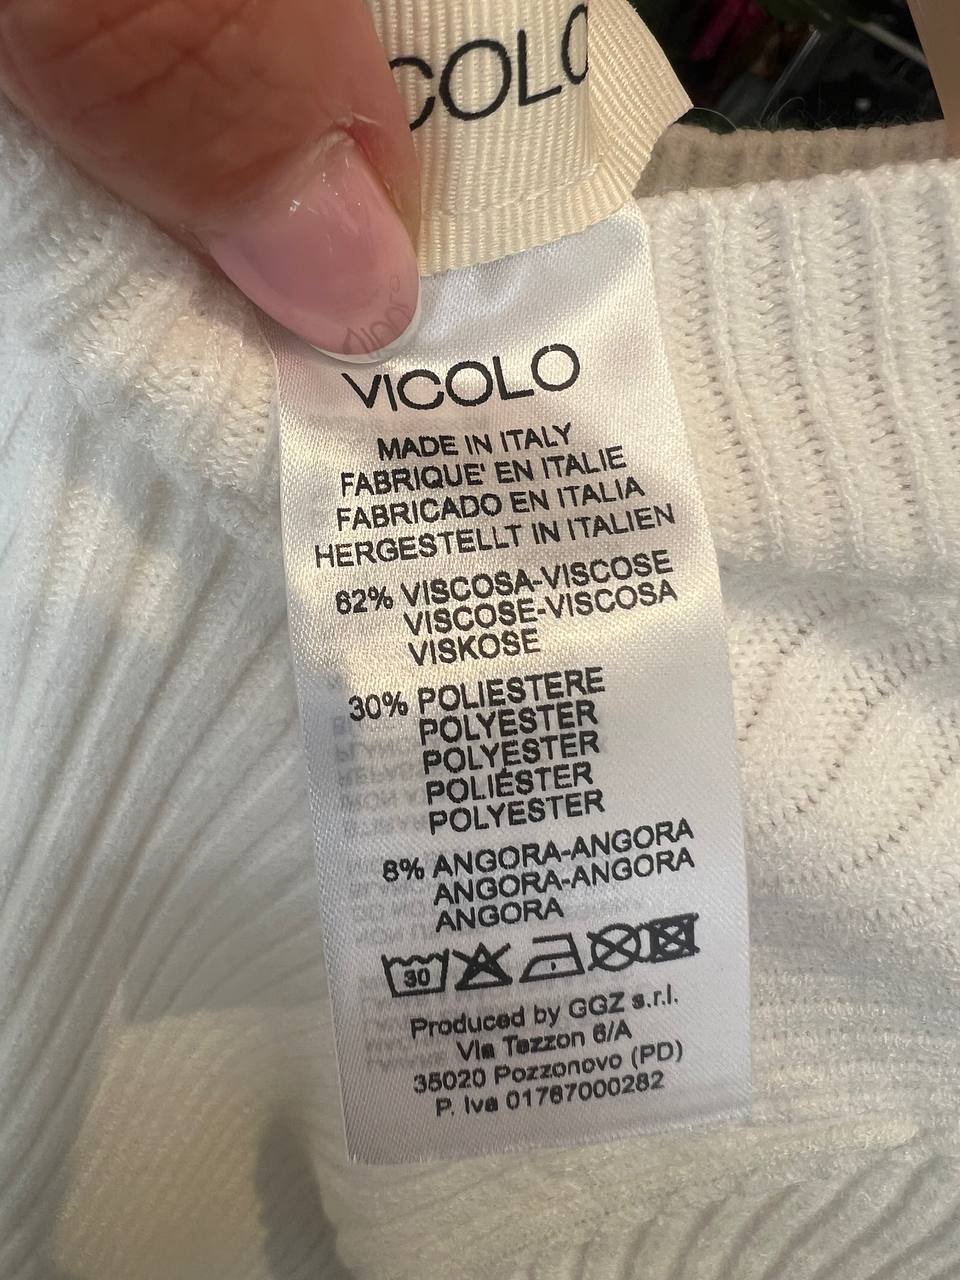 COLO
VICOLO
MADE IN ITALY
FABRIQUE' EN ITALIE
FABRICADO EN ITALIA
HERGESTELLT IN ITALIEN
62% VISCOSA-VISCOSE
VISCOSE-VISCOSA
VISKOSE
30% POLIESTERE
POLYESTER
POLYESTER
POLIÉSTER
POLYESTER
8% ANGORA-ANGORA
ANGORA-ANGORA
ANGORA
30
Produced by GGZ s.r.l.
Via Tezzon 6/A
35020 Pozzonovo (PD)
P. Iva 01767000282